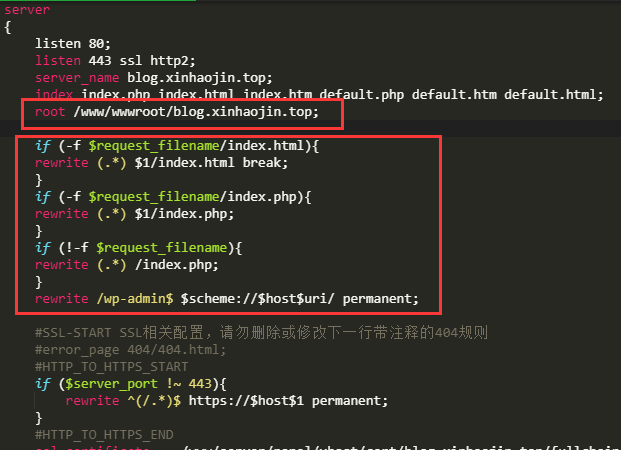 server
{
listen 80;
listen 443 ssl http2;
server_name blog.xinhaojin.top;
index index.php index.html index.htm default.php default.htm default.html;
root /www/wwwroot/blog.xinhaojin.top;
if (-f $request_filename/index.html){
rewrite (.*) $1/index.html break;
}
if (-f $request_filename/index.php){
rewrite (.*) $1/index.php;
}
if (!-f $request_filename){
rewrite (.*) /index.php;
}
rewrite /wp-admin$ $scheme://$host$uri/ permanent;
#SSL-START SSL相关配置，请勿删除或修改下一行带注释的404规则
#error_page 404/404.html;
#HTTP_TO_HTTPS_START
if ($server_port !~ 443){
rewrite ^(/.*)$ https://$host$1 permanent;
}
#HTTP_TO_HTTPS_END